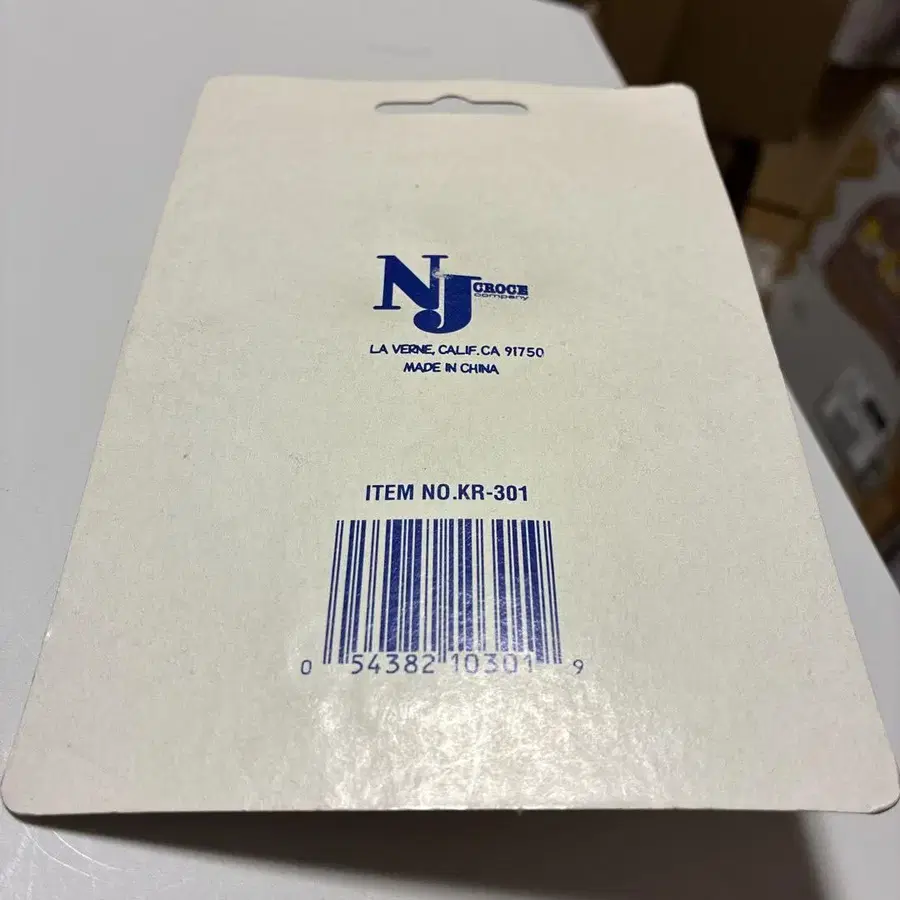 NJ CROCE
company
LA VERNE, CALIF. CA 91750
MADE IN CHINA
ITEM NO.KR-301
0 54382 10301 9